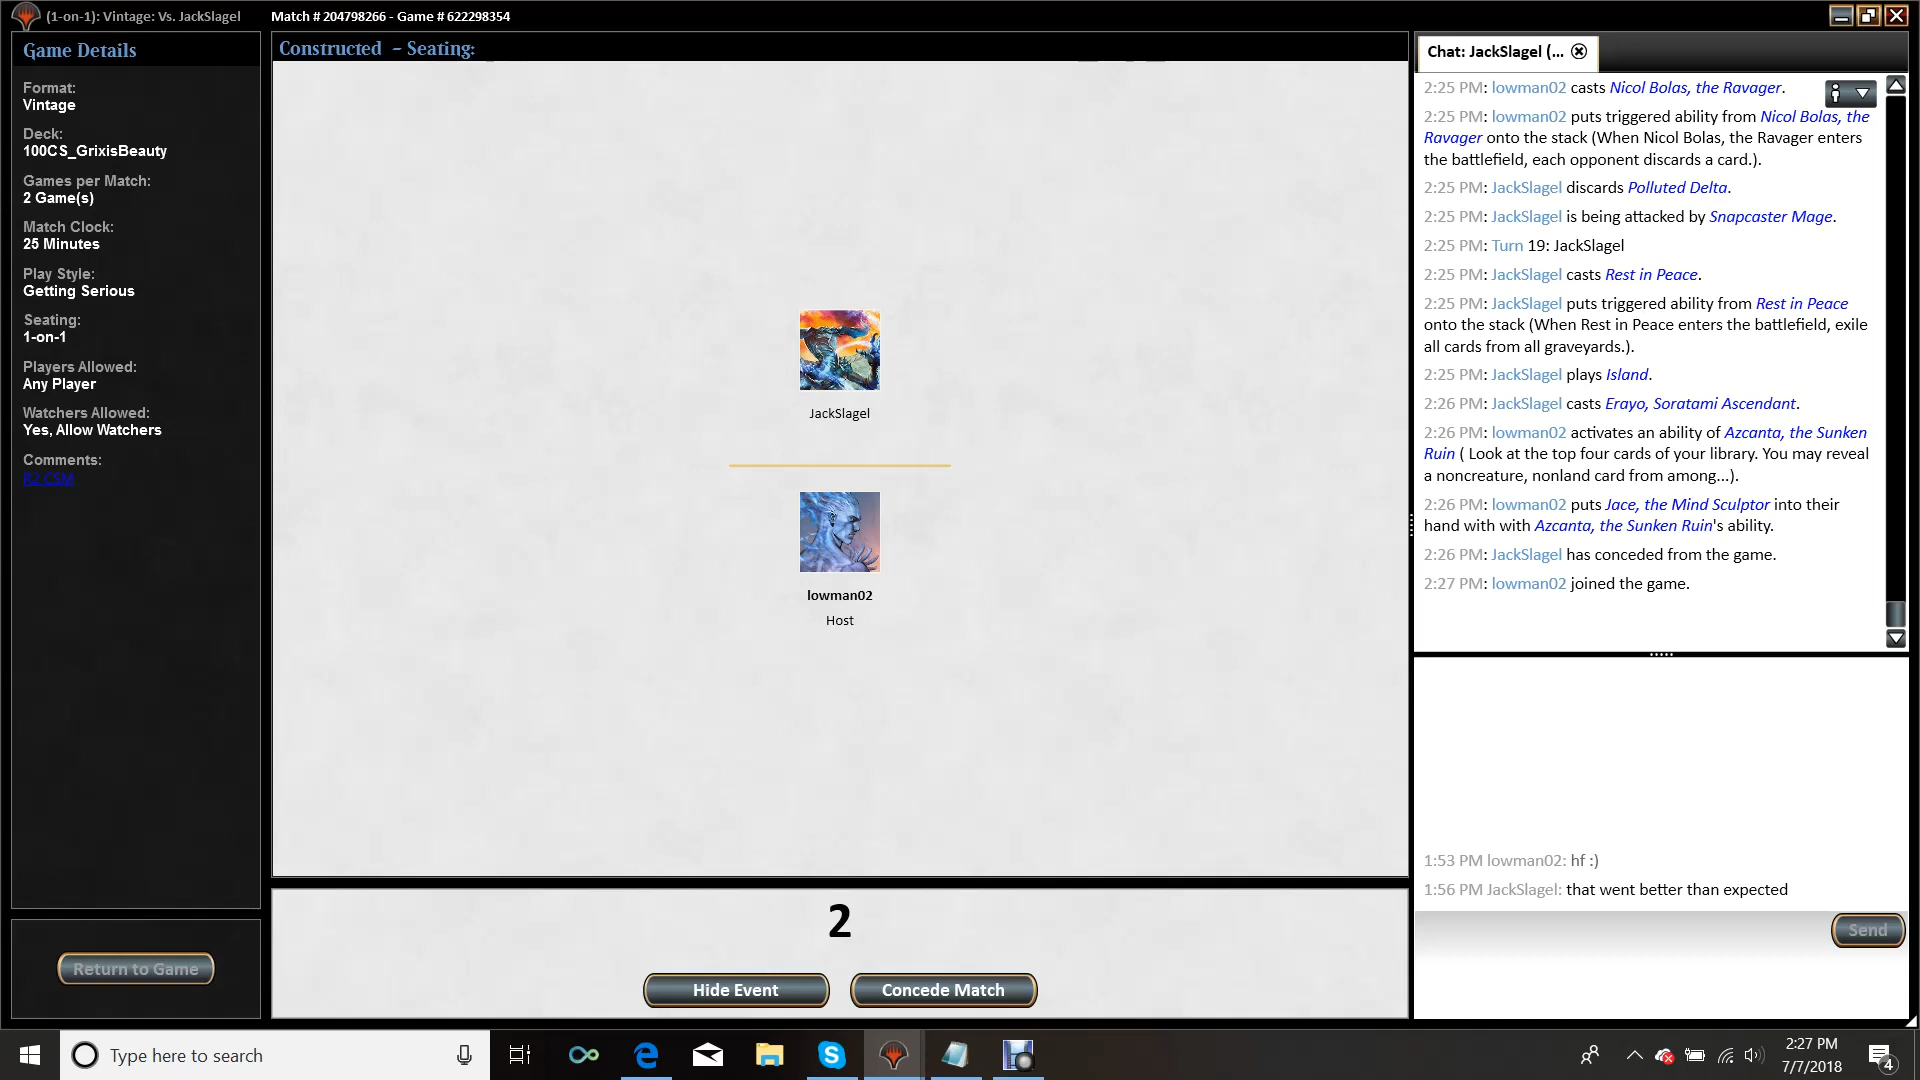 (1-on-1): Vintage: Vs. JackSlagel
Match # 204798266 - Game # 622298354
Game Details
Format:
Vintage
Deck:
100CS_GrixisBeauty
Games per Match:
2 Game(s)
Match Clock:
25 Minutes
Play Style:
Getting Serious
Seating:
1-on-1
Players Allowed:
Any Player
Watchers Allowed:
Yes, Allow Watchers
Comments:
R2 CSM
Return to Game
Constructed - Seating:
JackSlagel
lowman02
Host
2
Hide Event
Concede Match
Chat: JackSlagel (...
2:25 PM: lowman02 casts Nicol Bolas, the Ravager.
2:25 PM: lowman02 puts triggered ability from Nicol Bolas, the
Ravager onto the stack (When Nicol Bolas, the Ravager enters
the battlefield, each opponent discards a card.).
2:25 PM: JackSlagel discards Polluted Delta.
2:25 PM: JackSlagel is being attacked by Snapcaster Mage.
2:25 PM: Turn 19: JackSlagel
2:25 PM: JackSlagel casts Rest in Peace.
2:25 PM: JackSlagel puts triggered ability from Rest in Peace
onto the stack (When Rest in Peace enters the battlefield, exile
all cards from all graveyards.).
2:25 PM: JackSlagel plays Island.
2:26 PM: JackSlagel casts Erayo, Soratami Ascendant.
2:26 PM: lowman02 activates an ability of Azcanta, the Sunken
Ruin ( Look at the top four cards of your library. You may reveal
a noncreature, nonland card from among...).
2:26 PM: lowman02 puts Jace, the Mind Sculptor into their
hand with with Azcanta, the Sunken Ruin's ability.
2:26 PM: JackSlagel has conceded from the game.
2:27 PM: lowman02 joined the game.
1:53 PM lowman02: hf :)
1:56 PM JackSlagel: that went better than expected
Send
Type here to search
2:27 PM
7/7/2018
4